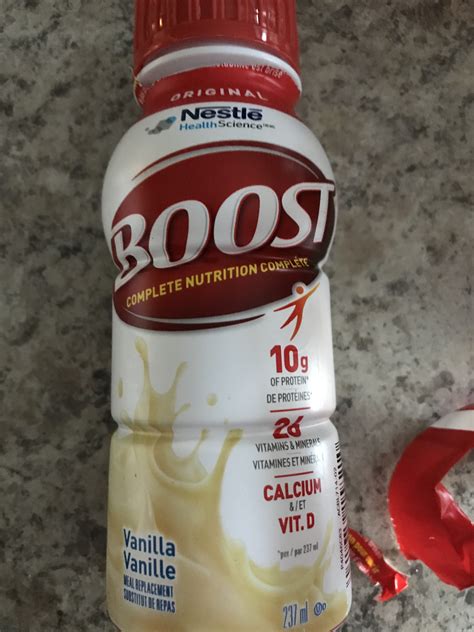 ORIGINAL
Nestlé
HealthScience
BOOST
COMPLETE NUTRITION COMPLÈTE
10g
OF PROTEIN*
DE PROTÉINES*
26
VITAMINS & MINERALS
VITAMINES ET MINÉRAUX
CALCIUM
&/ET
VIT. D
*per / par 237 ml
Vanilla
Vanille
MEAL REPLACEMENT
SUBSTITUT DE REPAS
237 ml